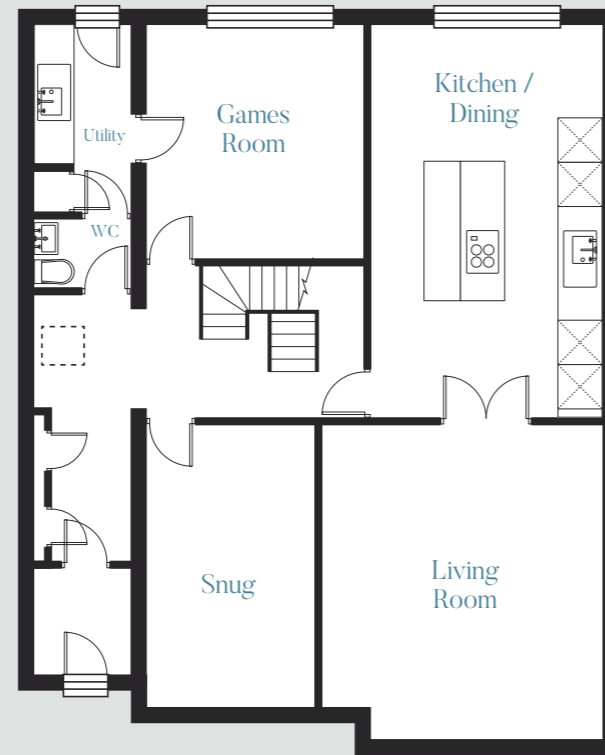 Kitchen /
Dining
Games
Room
Utility
WC
Snug
Living
Room